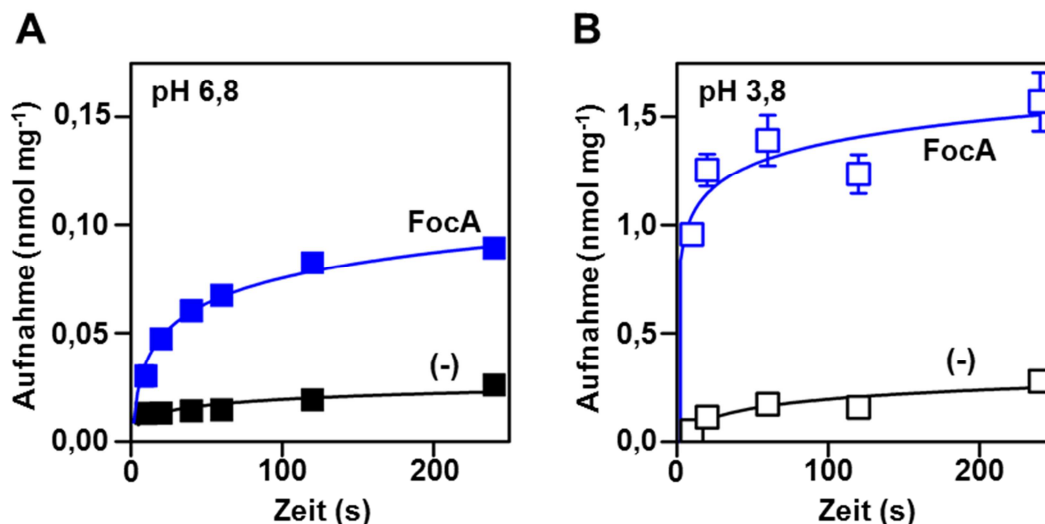 A
pH 6,8
Aufnahme (nmol mg⁻¹)
0,15
0,10
0,05
0,00
FocA
(-)
0
100
200
Zeit (s)
B
pH 3,8
Aufnahme (nmol mg⁻¹)
1,5
1,0
0,5
0,0
FocA
(-)
0
100
200
Zeit (s)